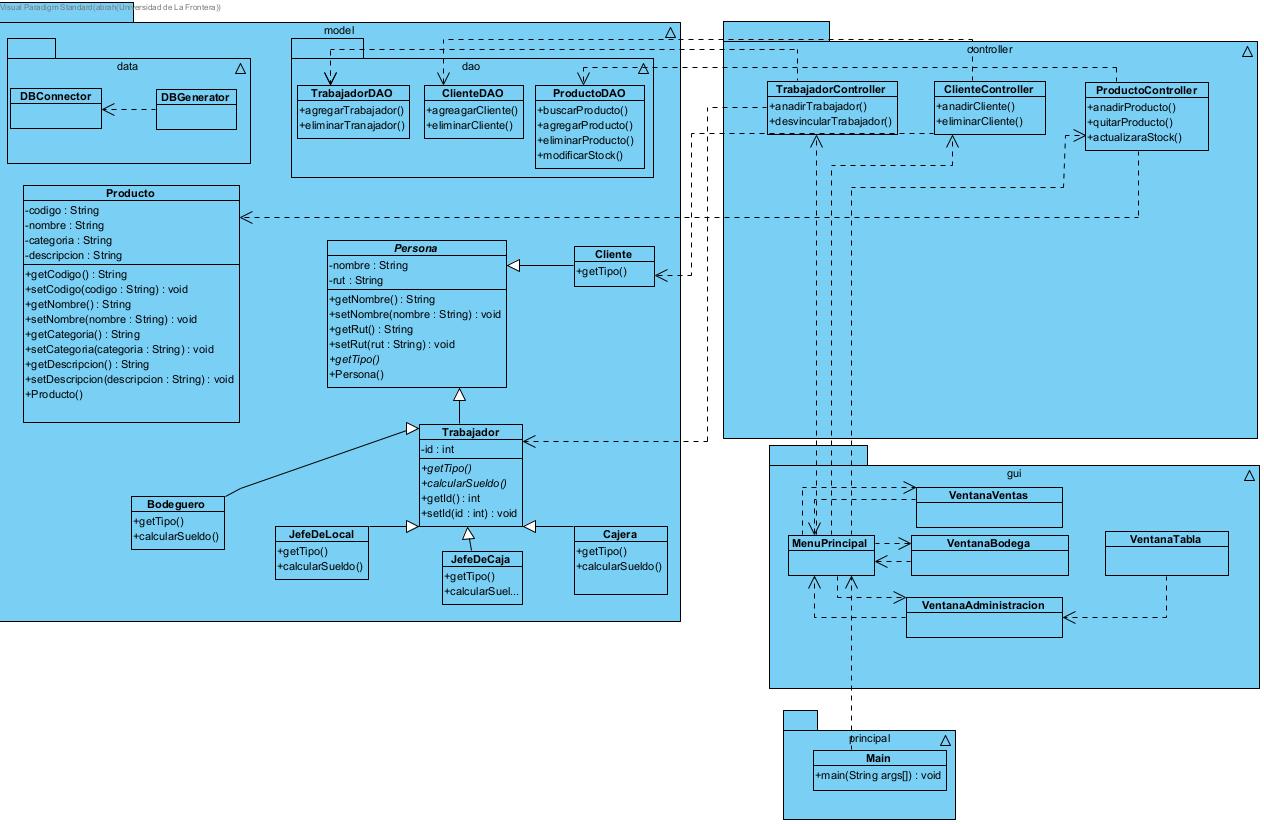 Visual Paradigm Standard(abrah(Universidad de La Frontera))
model
data
DBConnector
DBGenerator
dao
TrabajadorDAO
+agregarTrabajador()
+eliminarTranajador()
ClienteDAO
+agreagarCliente()
+eliminarCliente()
ProductoDAO
+buscarProducto()
+agregarProducto()
+eliminarProducto()
+modificarStock()
Producto
-codigo : String
-nombre : String
-categoria : String
-descripcion : String
+getCodigo() : String
+setCodigo(codigo : String) : void
+getNombre() : String
+setNombre(nombre : String) : void
+getCategoria() : String
+setCategoria(categoria : String) : void
+getDescripcion() : String
+setDescripcion(descripcion : String) : void
+Producto()
Persona
-nombre : String
-rut : String
+getNombre() : String
+setNombre(nombre : String) : void
+getRut() : String
+setRut(rut : String) : void
+getTipo()
+Persona()
Cliente
+getTipo()
Trabajador
-id : int
+getTipo()
+calcularSueldo()
+getId() : int
+setId(id : int) : void
Bodeguero
+getTipo()
+calcularSueldo()
JefeDeLocal
+getTipo()
+calcularSueldo()
JefeDeCaja
+getTipo()
+calcularSuel...
Cajera
+getTipo()
+calcularSueldo()
controller
TrabajadorController
+anadirTrabajador()
+desvincularTrabajador()
ClienteController
+anadirCliente()
+eliminarCliente()
ProductoController
+anadirProducto()
+quitarProducto()
+actualizaraStock()
gui
VentanaVentas
MenuPrincipal
VentanaBodega
VentanaTabla
VentanaAdministracion
principal
Main
+main(String args[]) : void